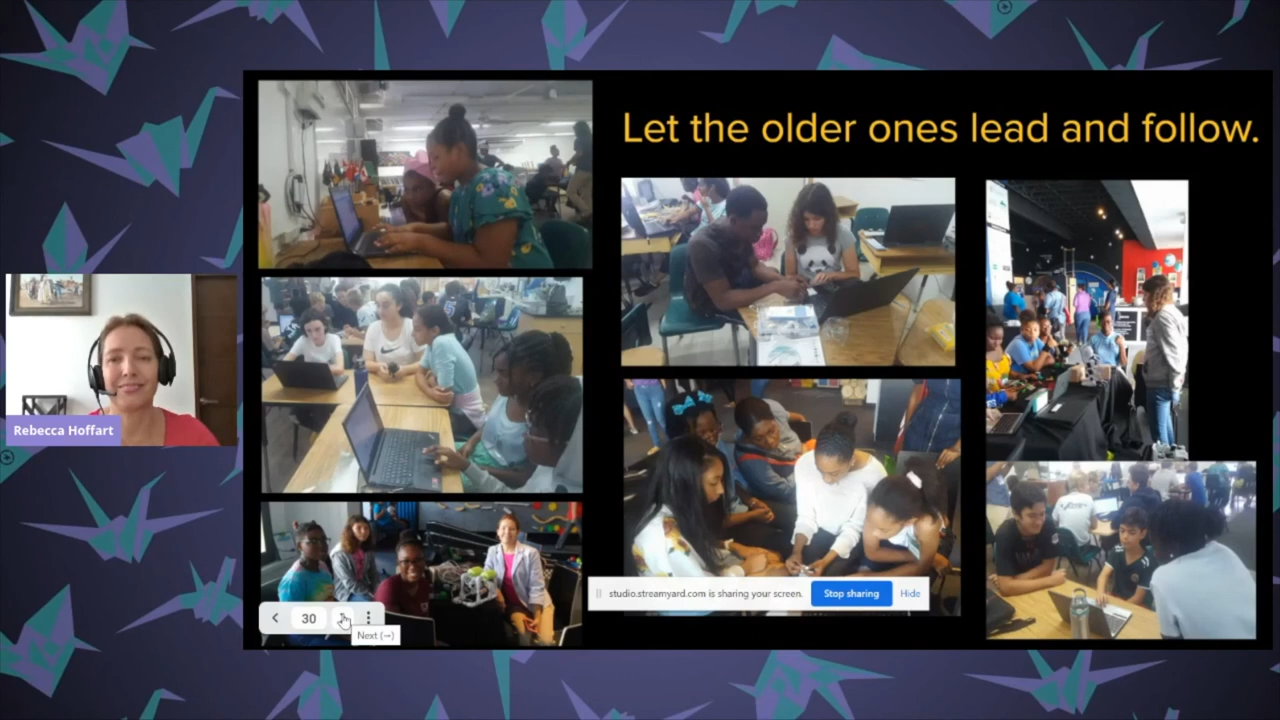 Let the older ones lead and follow.
Rebecca Hoffart
studio.streamyard.com is sharing your screen.
Stop sharing
Hide
30
Next (→)